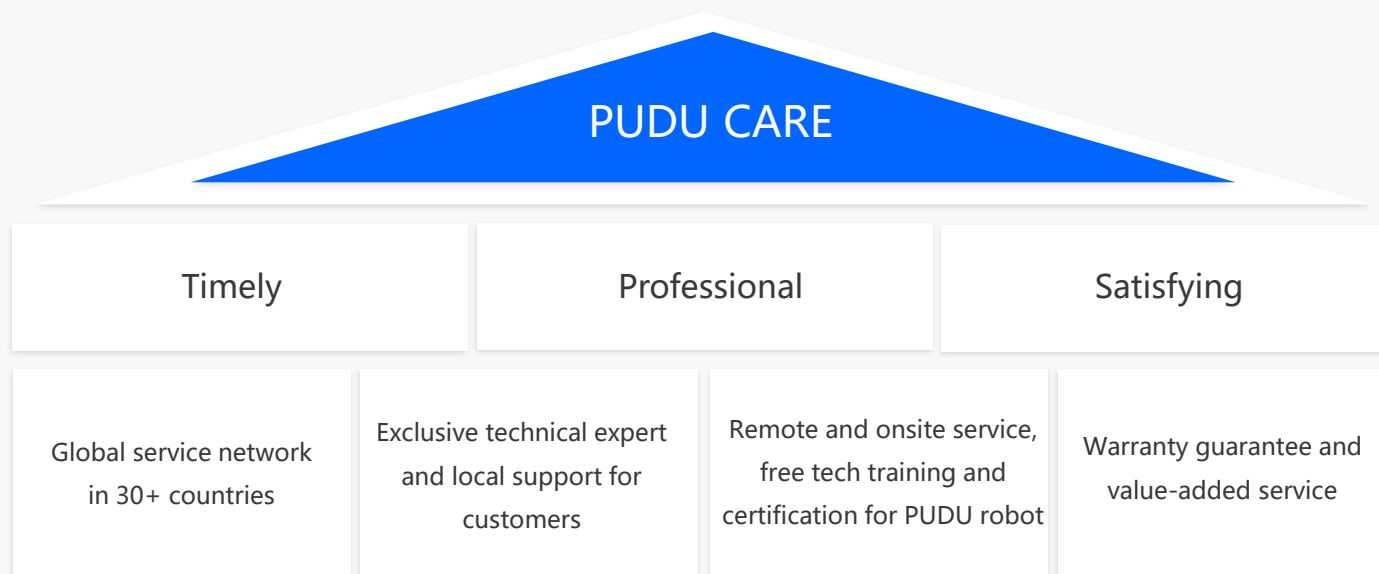 PUDU CARE
Timely
Professional
Satisfying
Global service network
in 30+ countries
Exclusive technical expert
and local support for
customers
Remote and onsite service,
free tech training and
certification for PUDU robot
Warranty guarantee and
value-added service